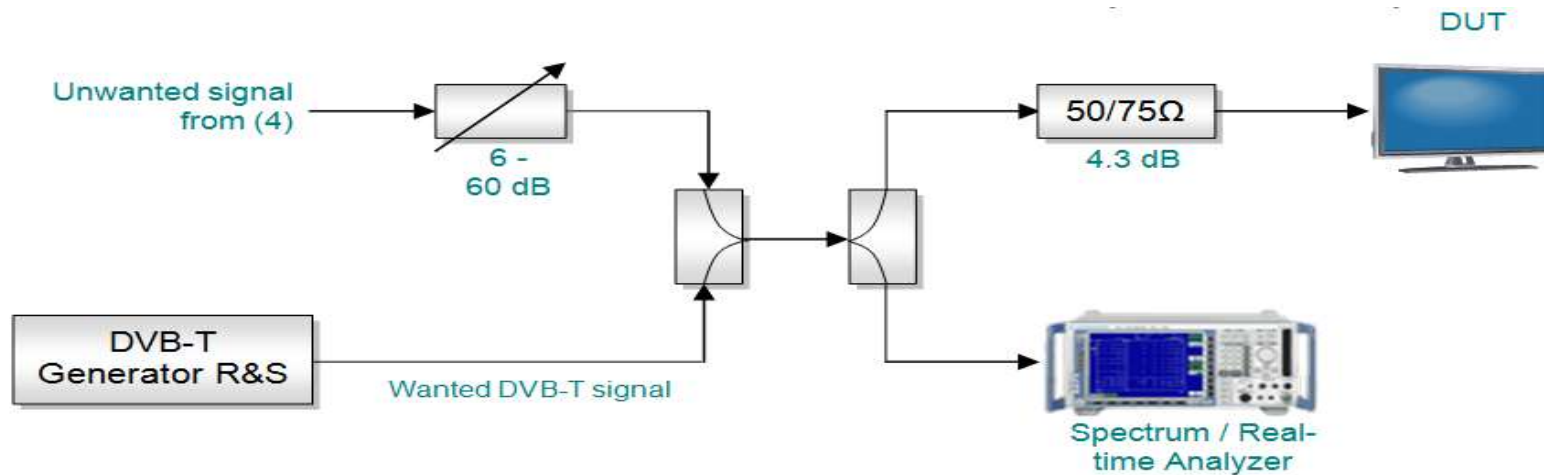 DUT
Unwanted signal
from (4)
50/75Ω
6 -
60 dB
4.3 dB
DVB-T
Generator R&S
Wanted DVB-T signal
Spectrum / Real-
time Analyzer